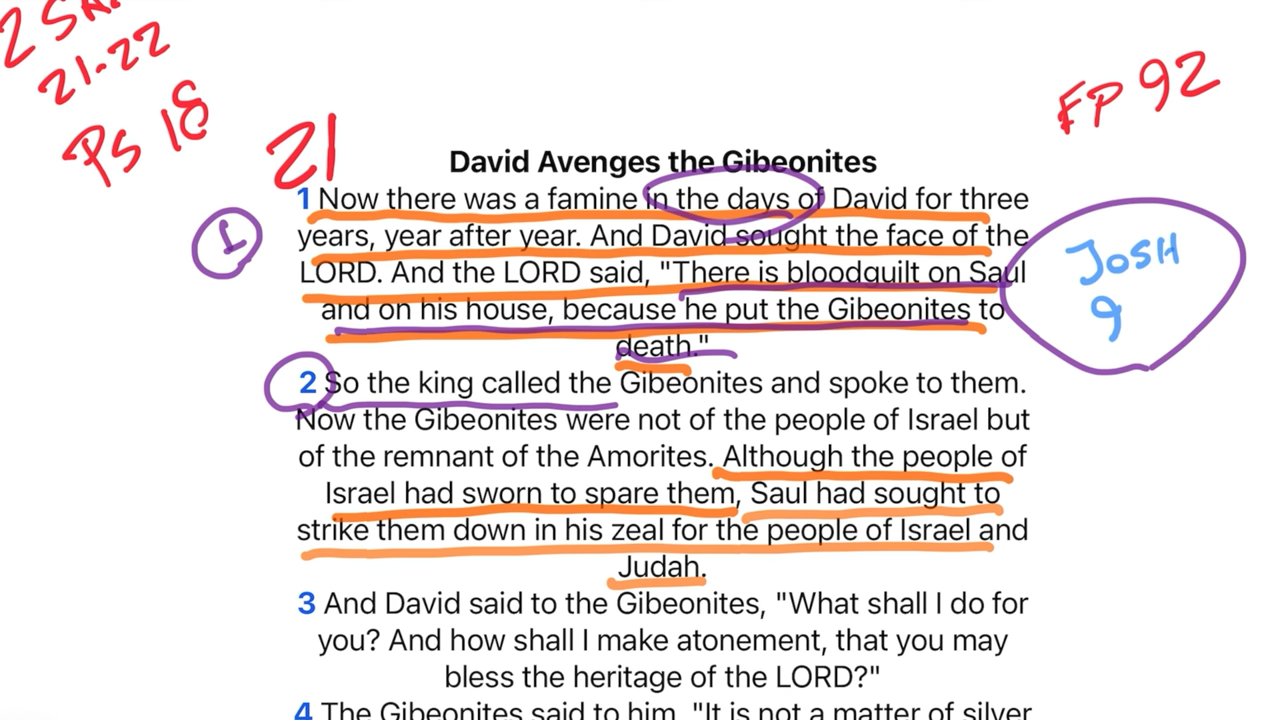 2 SA
21-22
Ps 18
FP 92
21
David Avenges the Gibeonites
1 Now there was a famine in the days of David for three
years, year after year. And David sought the face of the
LORD. And the LORD said, "There is bloodguilt on Saul
and on his house, because he put the Gibeonites to
death."
1
JOSH
9
2 So the king called the Gibeonites and spoke to them.
Now the Gibeonites were not of the people of Israel but
of the remnant of the Amorites. Although the people of
Israel had sworn to spare them, Saul had sought to
strike them down in his zeal for the people of Israel and
Judah.
3 And David said to the Gibeonites, "What shall I do for
you? And how shall I make atonement, that you may
bless the heritage of the LORD?"
4 The Gibeonites said to him, "It is not a matter of silver